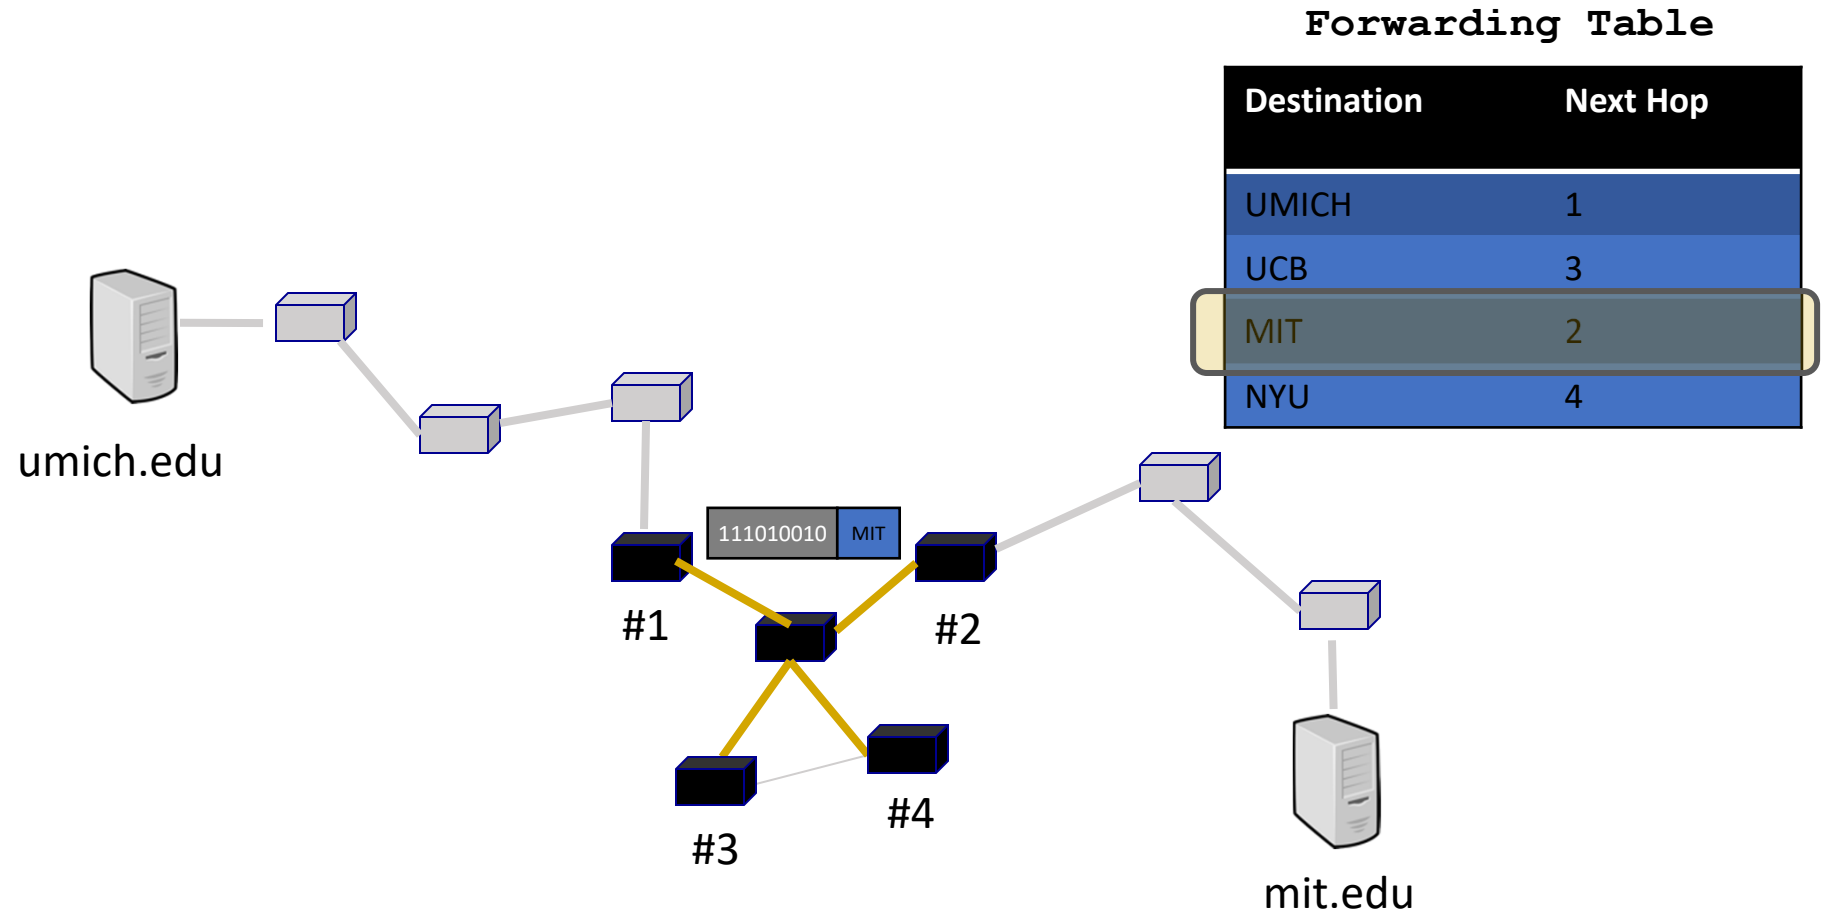 Forwarding Table
Destination Next Hop
UMICH 1
UCB 3
MIT 2
NYU 4
umich.edu
111010010 MIT
#1
#2
#3
#4
mit.edu